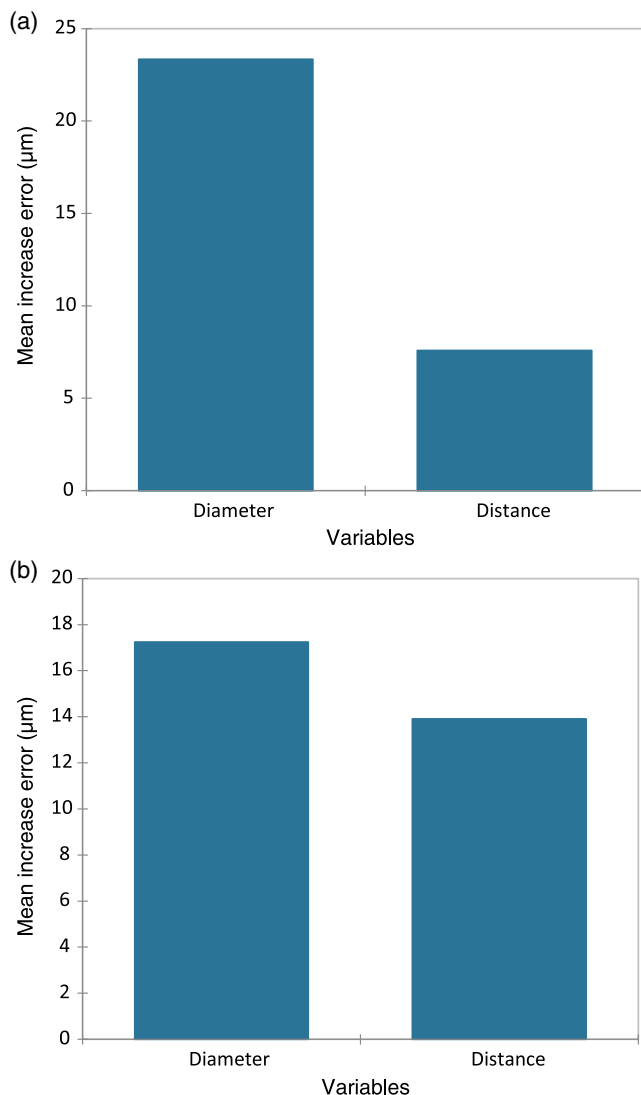 (a)
Mean increase error (µm)
25
20
15
10
5
0
Diameter
Distance
Variables
(b)
Mean increase error (µm)
20
18
16
14
12
10
8
6
4
2
0
Diameter
Distance
Variables